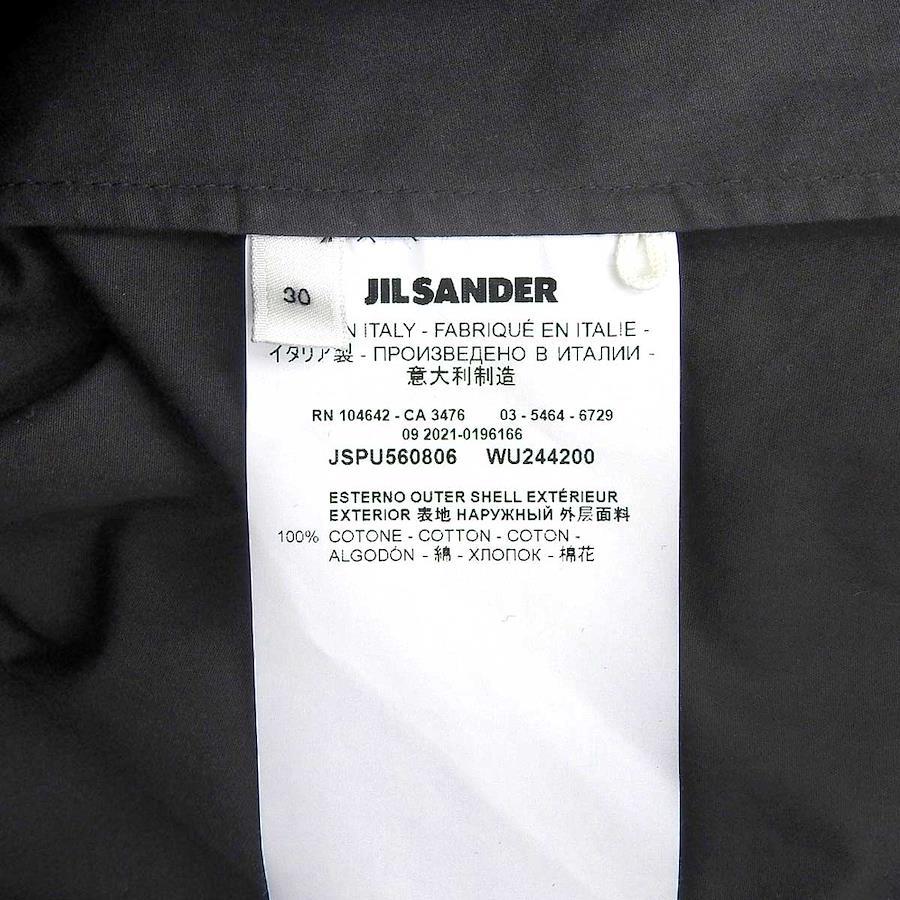 30
JIL SANDER
N ITALY - FABRIQUÉ EN ITALIE -
イタリア製 - ПРОИЗВЕДЕНО В ИТАЛИИ -
意大利制造
RN 104642 - CA 3476 03 - 5464 - 6729
09 2021-0196166
JSPU560806 WU244200
ESTERNO OUTER SHELL EXTÉRIEUR
EXTERIOR 表地 НАРУЖНЫЙ 外层面料
100% COTONE - COTTON - COTON -
ALGODÓN - 綿 - ХЛОПОК - 棉花